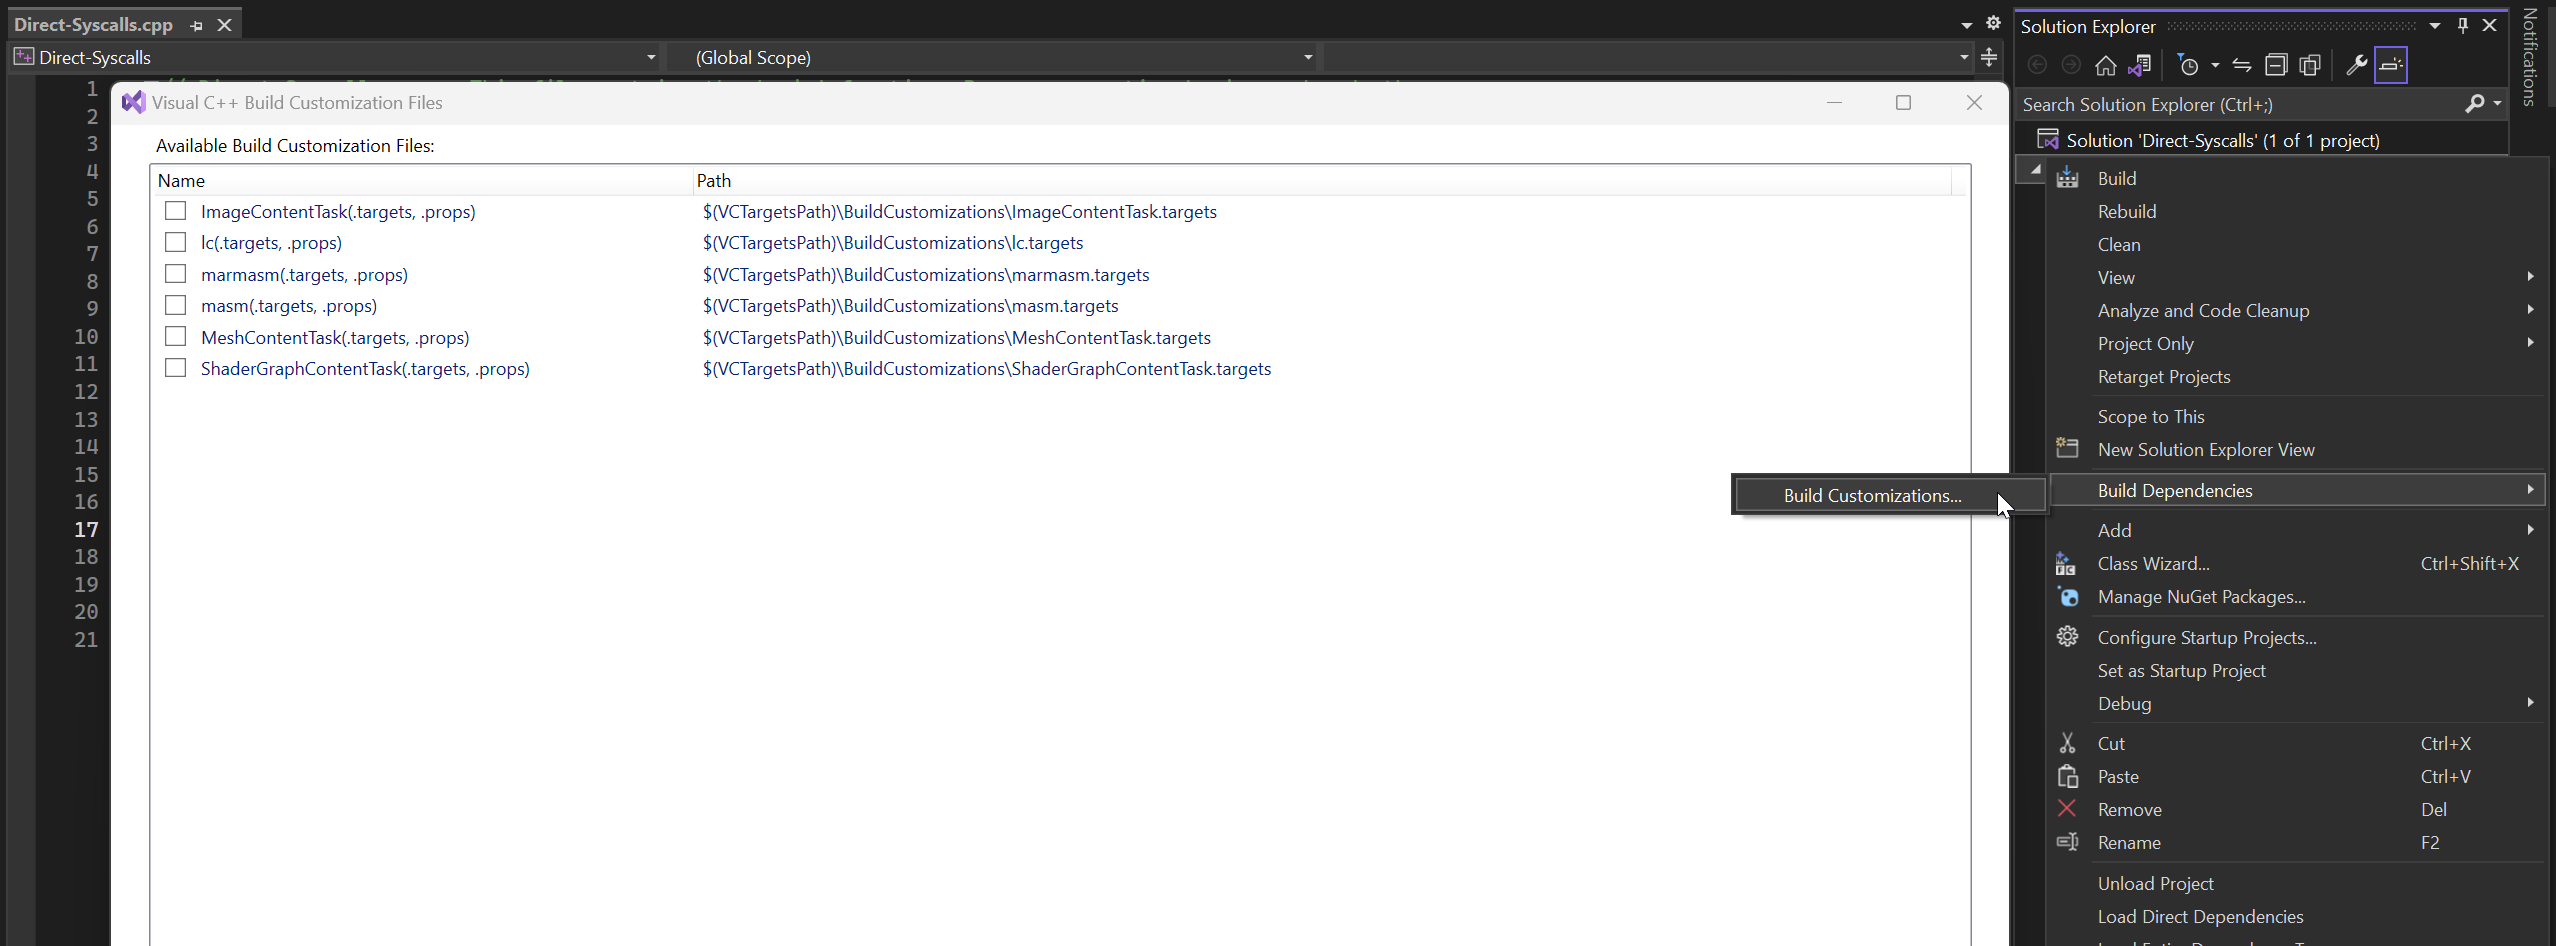 Direct-Syscalls.cpp
Direct-Syscalls
(Global Scope)
1
2
3
4
5
6
7
8
9
10
11
12
13
14
15
16
17
18
19
20
21
Visual C++ Build Customization Files
Available Build Customization Files:
Name Path
ImageContentTask(.targets, .props) $(VCTargetsPath)\BuildCustomizations\ImageContentTask.targets
lc(.targets, .props) $(VCTargetsPath)\BuildCustomizations\lc.targets
marmasm(.targets, .props) $(VCTargetsPath)\BuildCustomizations\marmasm.targets
masm(.targets, .props) $(VCTargetsPath)\BuildCustomizations\masm.targets
MeshContentTask(.targets, .props) $(VCTargetsPath)\BuildCustomizations\MeshContentTask.targets
ShaderGraphContentTask(.targets, .props) $(VCTargetsPath)\BuildCustomizations\ShaderGraphContentTask.targets
Build Customizations...
Solution Explorer
Search Solution Explorer (Ctrl+;)
Solution 'Direct-Syscalls' (1 of 1 project)
Build
Rebuild
Clean
View
Analyze and Code Cleanup
Project Only
Retarget Projects
Scope to This
New Solution Explorer View
Build Dependencies
Add
Class Wizard... Ctrl+Shift+X
Manage NuGet Packages...
Configure Startup Projects...
Set as Startup Project
Debug
Cut Ctrl+X
Paste Ctrl+V
Remove Del
Rename F2
Unload Project
Load Direct Dependencies
Notifications